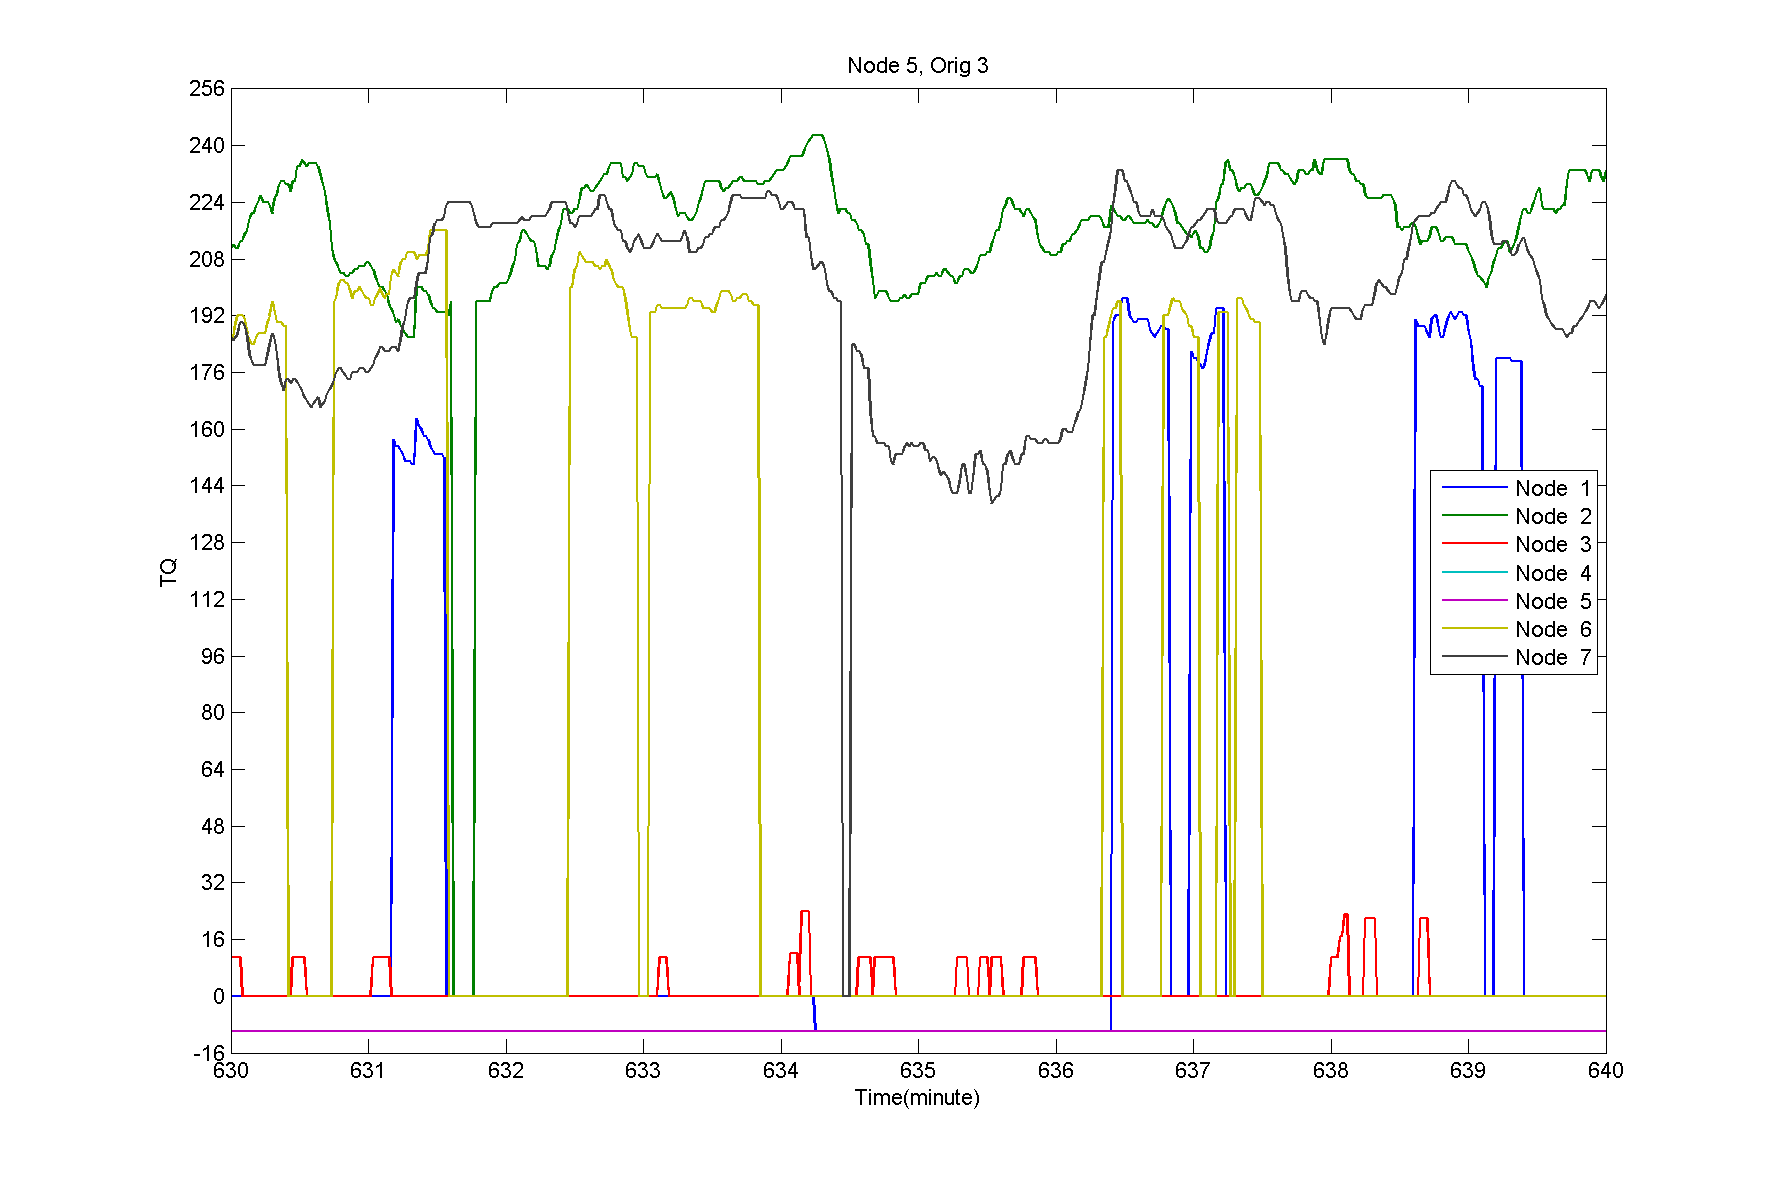 Node 5, Orig 3
256
240
224
208
192
176
160
144
128
112
96
80
64
48
32
16
0
-16
TQ
Node 1
Node 2
Node 3
Node 4
Node 5
Node 6
Node 7
630 631 632 633 634 635 636 637 638 639 640
Time(minute)